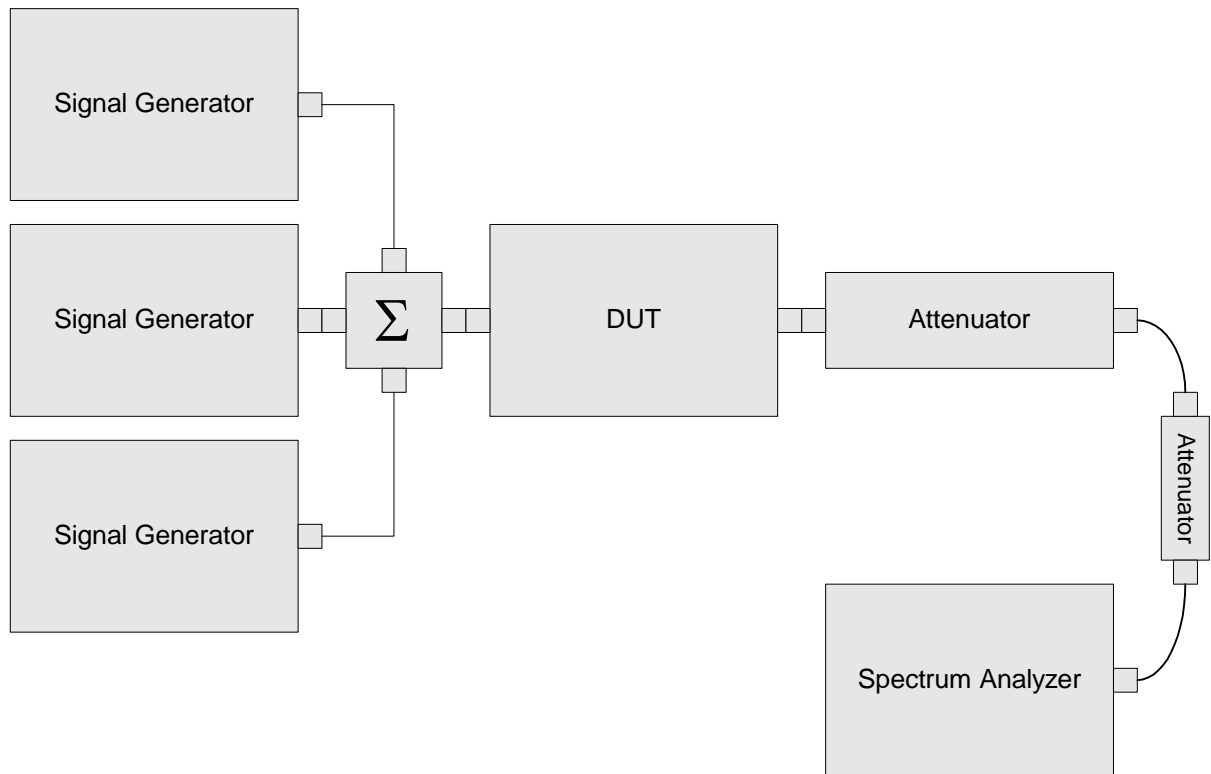 Signal Generator
Signal Generator
Σ
DUT
Attenuator
Attenuator
Signal Generator
Spectrum Analyzer